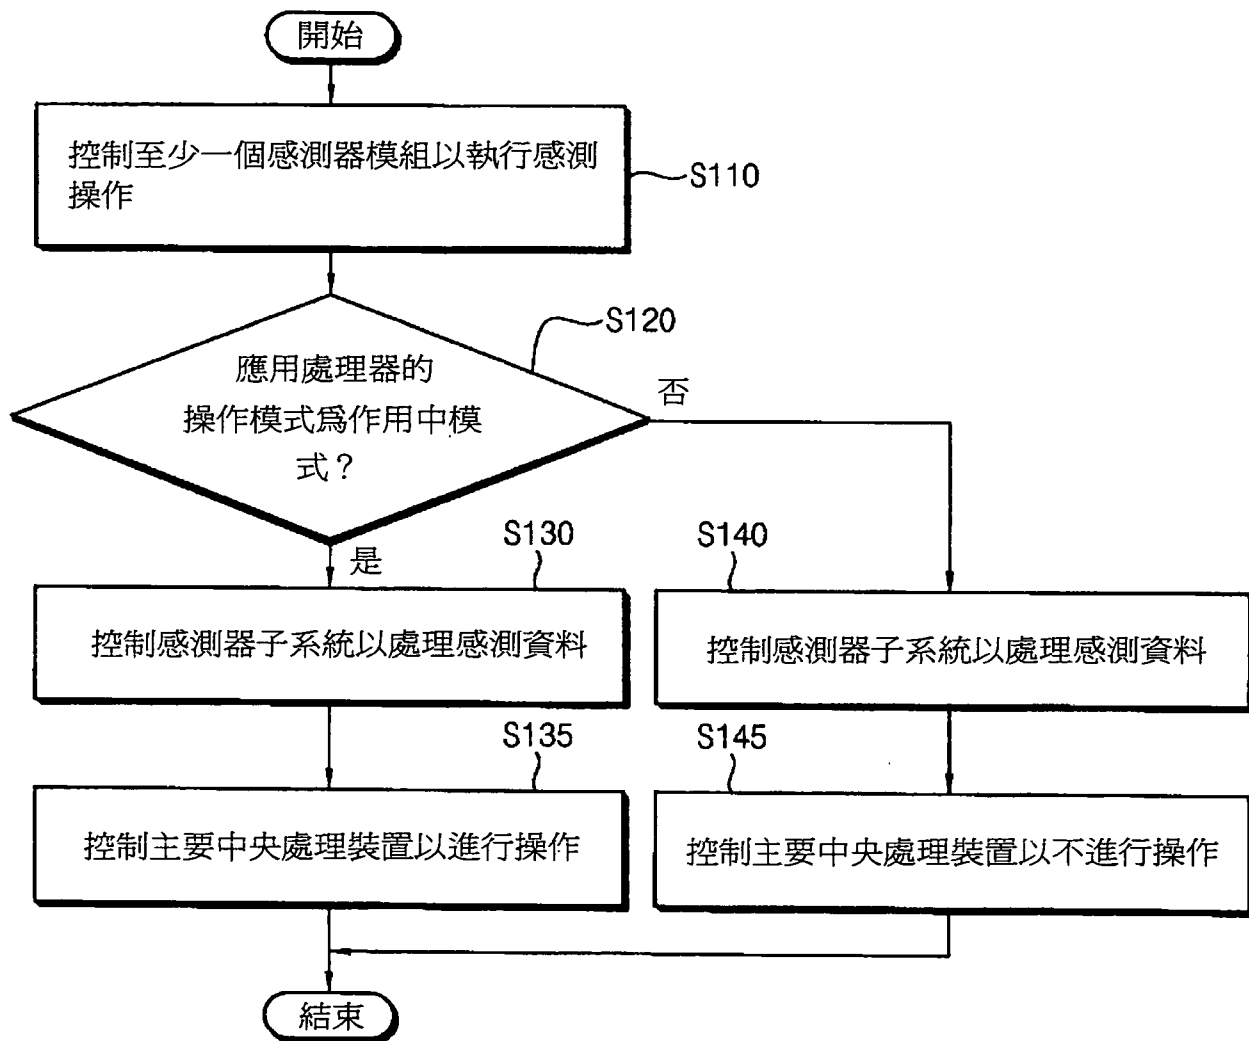 開始
控制至少一個感測器模組以執行感測
操作
S110
S120
應用處理器的
操作模式爲作用中模
式？
否
是
S130
控制感測器子系統以處理感測資料
S140
控制感測器子系統以處理感測資料
S135
控制主要中央處理裝置以進行操作
S145
控制主要中央處理裝置以不進行操作
結束